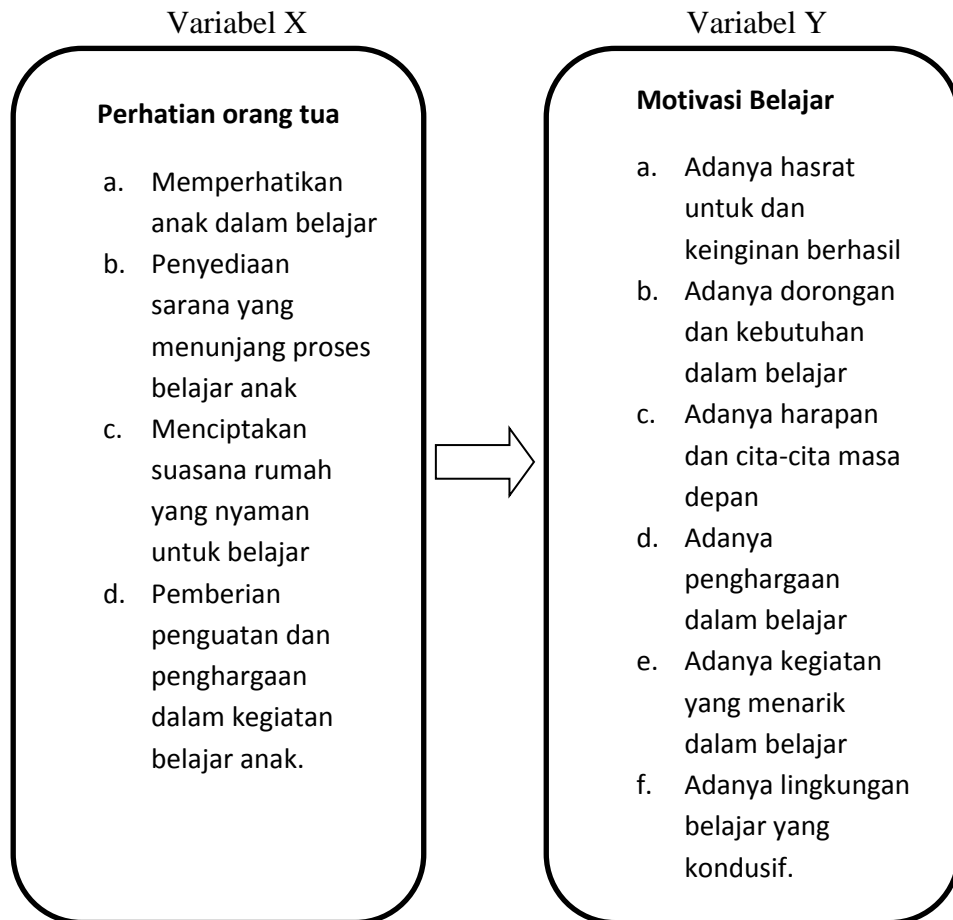 Variabel X
Perhatian orang tua
a. Memperhatikan
anak dalam belajar
b. Penyediaan
sarana yang
menunjang proses
belajar anak
c. Menciptakan
suasana rumah
yang nyaman
untuk belajar
d. Pemberian
penguatan dan
penghargaan
dalam kegiatan
belajar anak.
Variabel Y
Motivasi Belajar
a. Adanya hasrat
untuk dan
keinginan berhasil
b. Adanya dorongan
dan kebutuhan
dalam belajar
c. Adanya harapan
dan cita-cita masa
depan
d. Adanya
penghargaan
dalam belajar
e. Adanya kegiatan
yang menarik
dalam belajar
f. Adanya lingkungan
belajar yang
kondusif.